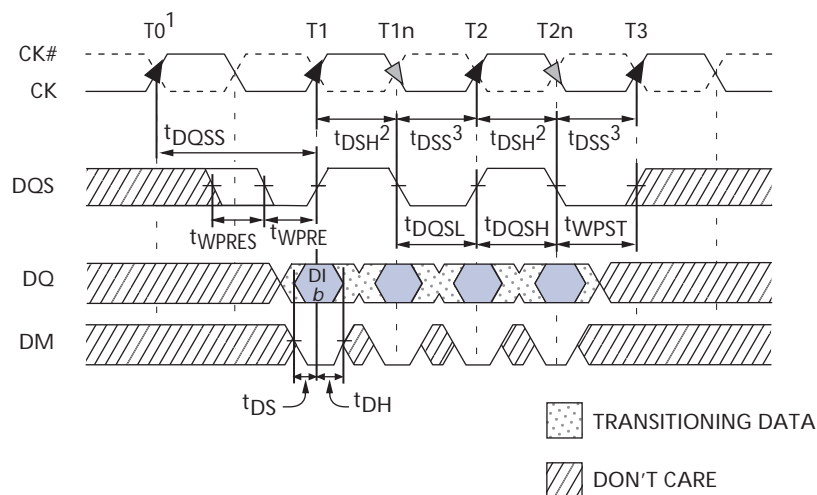 T0¹ T1 T1n T2 T2n T3
CK#
CK
tDQSS tDSH² tDSS³ tDSH² tDSS³
DQS
tWPRES tWPRE tDQSL tDQSH tWPST
DQ DI
b
DM
tDS tDH
TRANSITIONING DATA
DON'T CARE